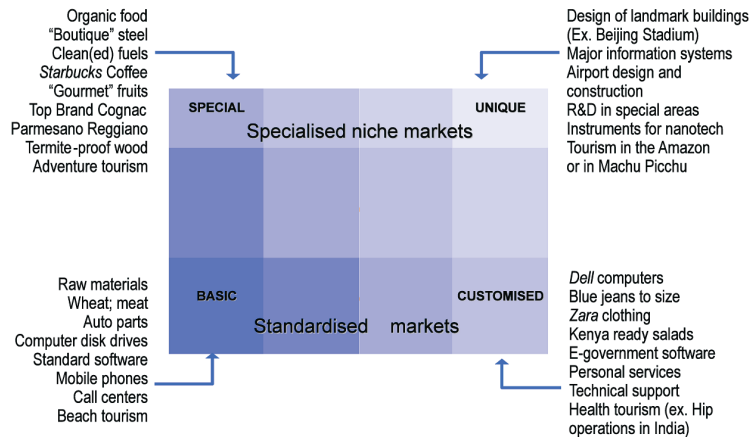 Organic food
“Boutique” steel
Clean(ed) fuels
Starbucks Coffee
“Gourmet” fruits
Top Brand Cognac
Parmesano Reggiano
Termite-proof wood
Adventure tourism
Design of landmark buildings
(Ex. Beijing Stadium)
Major information systems
Airport design and
construction
R&D in special areas
Instruments for nanotech
Tourism in the Amazon
or in Machu Picchu
SPECIAL
UNIQUE
Specialised niche markets
BASIC
CUSTOMISED
Standardised markets
Raw materials
Wheat; meat
Auto parts
Computer disk drives
Standard software
Mobile phones
Call centers
Beach tourism
Dell computers
Blue jeans to size
Zara clothing
Kenya ready salads
E-government software
Personal services
Technical support
Health tourism (ex. Hip
operations in India)